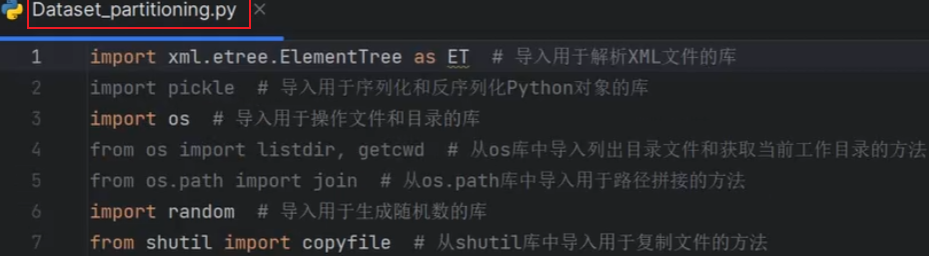 Dataset_partitioning.py
1 import xml.etree.ElementTree as ET # 导入用于解析XML文件的库
2 import pickle # 导入用于序列化和反序列化Python对象的库
3 import os # 导入用于操作文件和目录的库
4 from os import listdir, getcwd # 从os库中导入列出目录文件和获取当前工作目录的方法
5 from os.path import join # 从os.path库中导入用于路径拼接的方法
6 import random # 导入用于生成随机数的库
7 from shutil import copyfile # 从shutil库中导入用于复制文件的方法